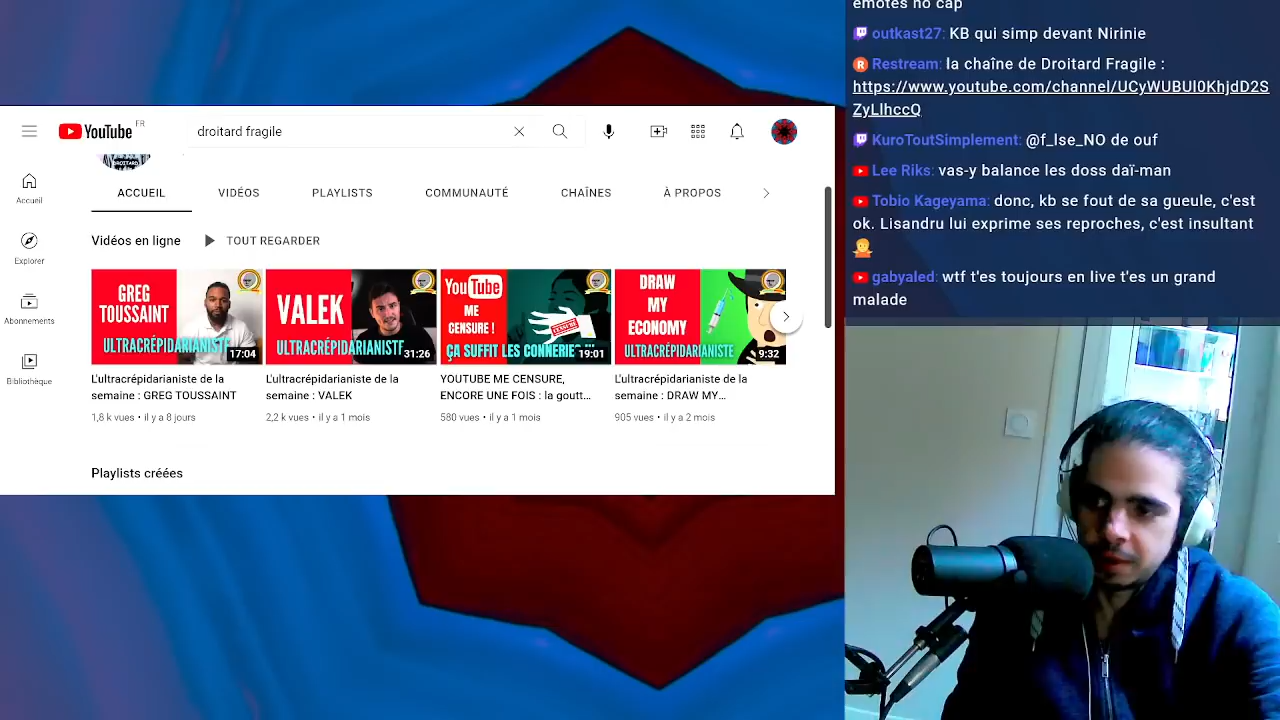 emotes no cap
outkast27: KB qui simp devant Nirinie
Restream: la chaîne de Droitard Fragile :
https://www.youtube.com/channel/UCyWUBUI0KhjdD2S
ZyLlhccQ
KuroToutSimplement: @f_lse_NO de ouf
Lee Riks: vas-y balance les doss daï-man
Tobio Kageyama: donc, kb se fout de sa gueule, c'est
ok. Lisandru lui exprime ses reproches, c'est insultant
gabyaled: wtf t'es toujours en live t'es un grand
malade
YouTube FR
droitard fragile
DROITARD
Accueil
Explorer
Abonnements
Bibliothèque
ACCUEIL VIDÉOS PLAYLISTS COMMUNAUTÉ CHAÎNES À PROPOS
Vidéos en ligne TOUT REGARDER
GREG
TOUSSAINT
ULTRACRÉPIDARIANISTE
17:04
VALEK
ULTRACRÉPIDARIANISTE
31:26
YouTube
ME
CENSURE !
CENSURÉ
ÇA SUFFIT LES CONNERIES !!!
19:01
DRAW
MY
ECONOMY
ULTRACRÉPIDARIANISTE
9:32
L'ultracrépidarianiste de la
semaine : GREG TOUSSAINT
1,8 k vues • il y a 8 jours
L'ultracrépidarianiste de la
semaine : VALEK
2,2 k vues • il y a 1 mois
YOUTUBE ME CENSURE,
ENCORE UNE FOIS : la goutt...
580 vues • il y a 1 mois
L'ultracrépidarianiste de la
semaine : DRAW MY...
905 vues • il y a 2 mois
Playlists créées